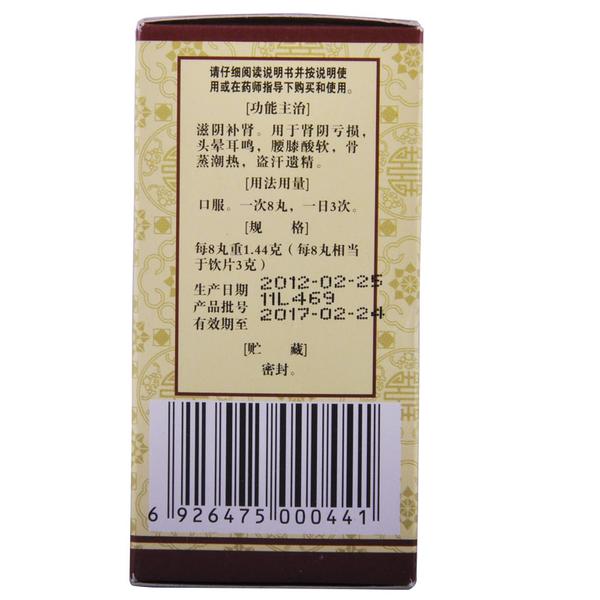 请仔细阅读说明书并按说明使
用或在药师指导下购买和使用。
[功能主治]
滋阴补肾。用于肾阴亏损，
头晕耳鸣，腰膝酸软，骨
蒸潮热，盗汗遗精。
[用法用量]
口服。一次8丸，一日3次。
[规 格]
每8丸重1.44克（每8丸相当
于饮片3克）
生产日期 2012-02-25
产品批号 11L469
有效期至 2017-02-24
[贮 藏]
密封。
6 926475 000441